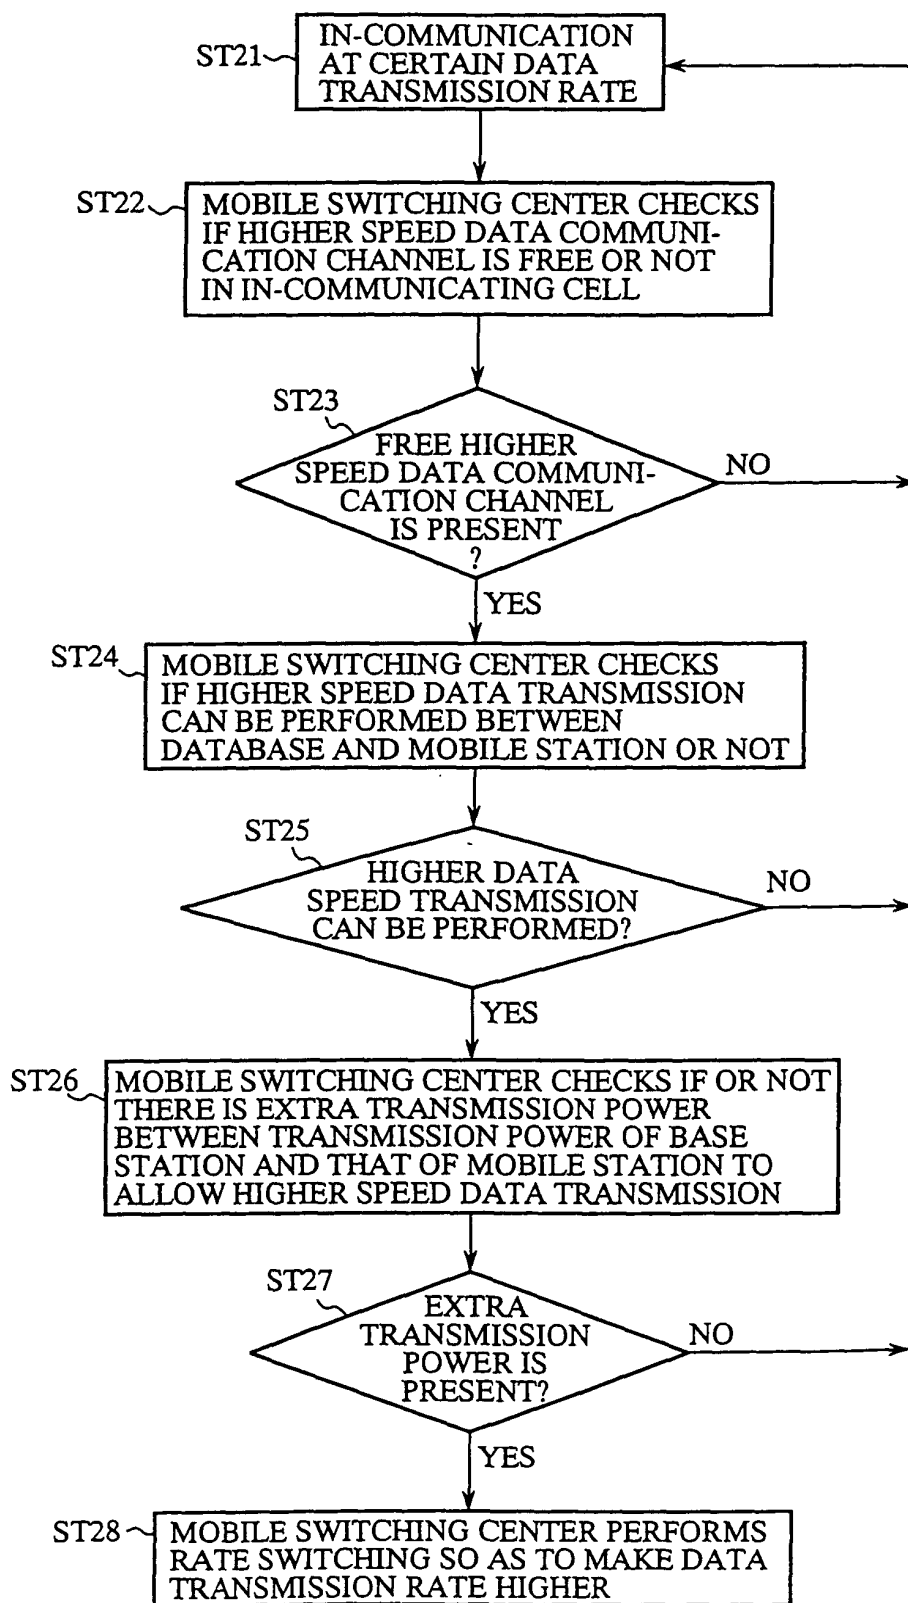 ST21
IN-COMMUNICATION
AT CERTAIN DATA
TRANSMISSION RATE
ST22
MOBILE SWITCHING CENTER CHECKS
IF HIGHER SPEED DATA COMMUNI-
CATION CHANNEL IS FREE OR NOT
IN IN-COMMUNICATING CELL
ST23
FREE HIGHER
SPEED DATA COMMUNI-
CATION CHANNEL
IS PRESENT
?
NO
YES
ST24
MOBILE SWITCHING CENTER CHECKS
IF HIGHER SPEED DATA TRANSMISSION
CAN BE PERFORMED BETWEEN
DATABASE AND MOBILE STATION OR NOT
ST25
HIGHER DATA
SPEED TRANSMISSION
CAN BE PERFORMED?
NO
YES
ST26
MOBILE SWITCHING CENTER CHECKS IF OR NOT
THERE IS EXTRA TRANSMISSION POWER
BETWEEN TRANSMISSION POWER OF BASE
STATION AND THAT OF MOBILE STATION TO
ALLOW HIGHER SPEED DATA TRANSMISSION
ST27
EXTRA
TRANSMISSION
POWER IS
PRESENT?
NO
YES
ST28
MOBILE SWITCHING CENTER PERFORMS
RATE SWITCHING SO AS TO MAKE DATA
TRANSMISSION RATE HIGHER